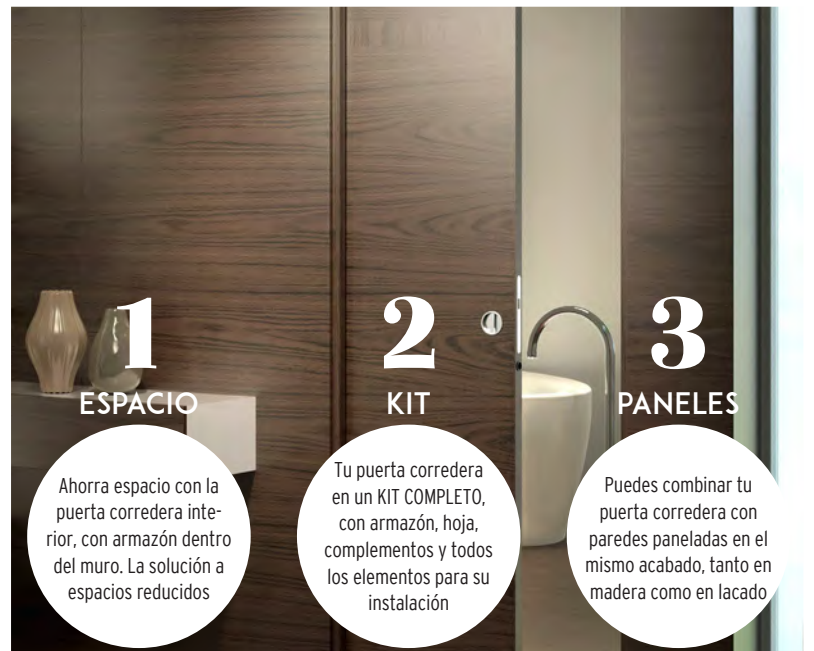 1
ESPACIO
Ahorra espacio con la
puerta corredera inte-
rior, con armazón dentro
del muro. La solución a
espacios reducidos
2
KIT
Tu puerta corredera
en un KIT COMPLETO,
con armazón, hoja,
complementos y todos
los elementos para su
instalación
3
PANELES
Puedes combinar tu
puerta corredera con
paredes paneladas en el
mismo acabado, tanto en
madera como en lacado